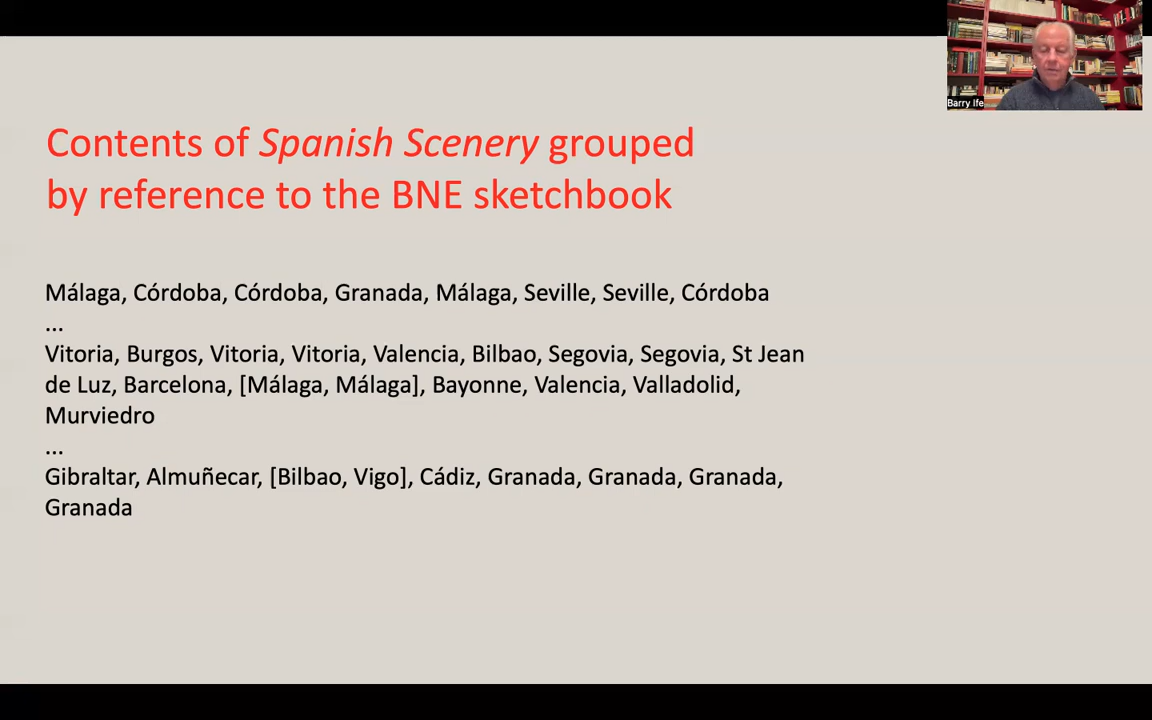 Barry Ife
Contents of Spanish Scenery grouped
by reference to the BNE sketchbook
Málaga, Córdoba, Córdoba, Granada, Málaga, Seville, Seville, Córdoba
...
Vitoria, Burgos, Vitoria, Vitoria, Valencia, Bilbao, Segovia, Segovia, St Jean
de Luz, Barcelona, [Málaga, Málaga], Bayonne, Valencia, Valladolid,
Murviedro
...
Gibraltar, Almuñecar, [Bilbao, Vigo], Cádiz, Granada, Granada, Granada,
Granada